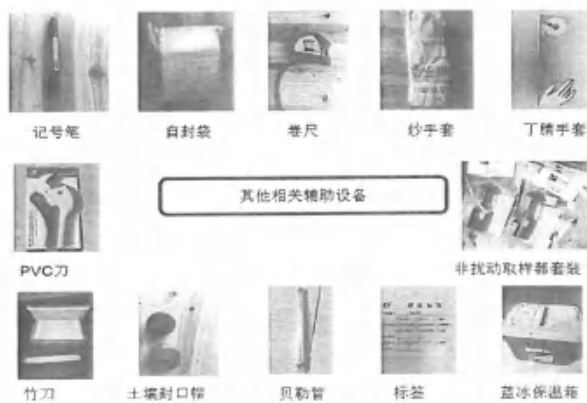 记号笔
自封袋
卷尺
纱手套
丁精手套
PVC刀
其他相关辅助设备
非扰动取样器套装
竹刀
土壤封口帽
贝勒管
标签
蓝冰保温箱